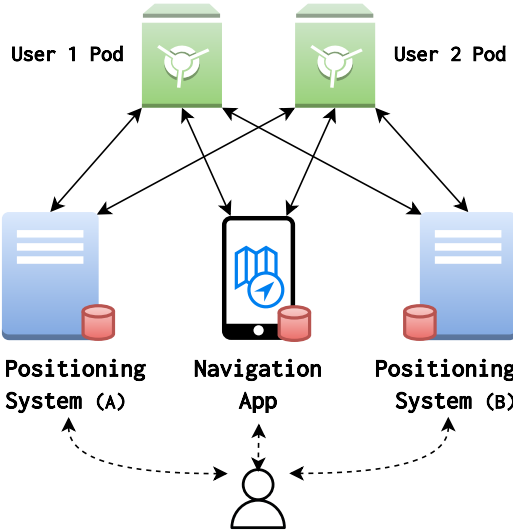 User 1 Pod
User 2 Pod
Positioning
System (A)
Navigation
App
Positioning
System (B)